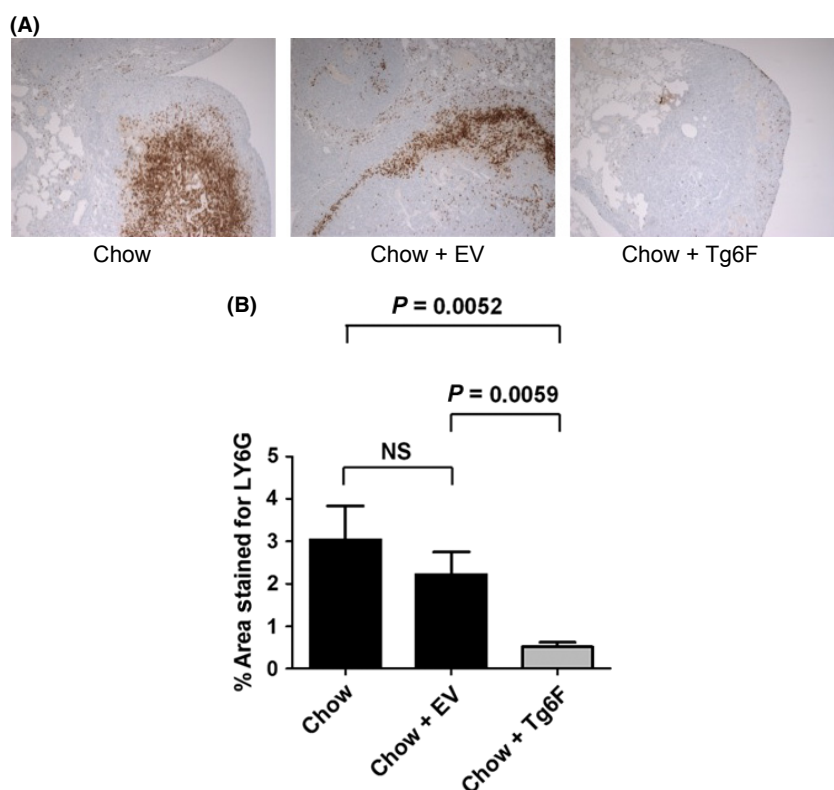 (A)
Chow
Chow + EV
Chow + Tg6F
(B)
P = 0.0052
P = 0.0059
NS
% Area stained for LY6G
5
4
3
2
1
0
Chow
Chow + EV
Chow + Tg6F